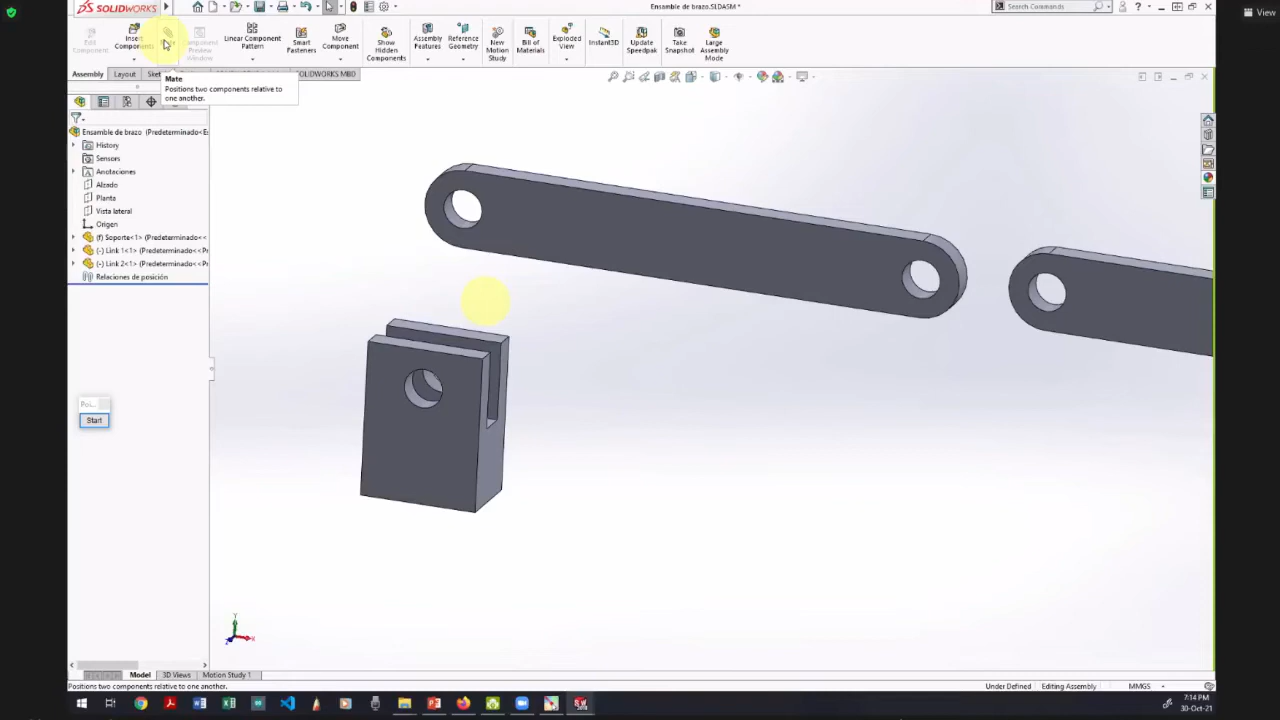 SOLIDWORKS
Ensamble de brazo.SLDASM *
Search Commands
View
Edit Component
Insert Components
Component Preview Window
Linear Component Pattern
Smart Fasteners
Move Component
Show Hidden Components
Assembly Features
Reference Geometry
New Motion Study
Bill of Materials
Exploded View
Instant3D
Update Speedpak
Take Snapshot
Large Assembly Mode
Assembly
Layout
SOLIDWORKS MBD
Mate
Positions two components relative to
one another.
Ensamble de brazo (Predeterminado<
History
Sensors
Anotaciones
Alzado
Planta
Vista lateral
Origen
(f) Soporte<1> (Predeterminado<<
(-) Link 1<1> (Predeterminado<<P
(-) Link 2<1> (Predeterminado<<P
Relaciones de posición
Start
Y
X
Z
Model
3D Views
Motion Study 1
Positions two components relative to one another.
Under Defined
Editing Assembly
MMGS
7:14 PM
30-Oct-21